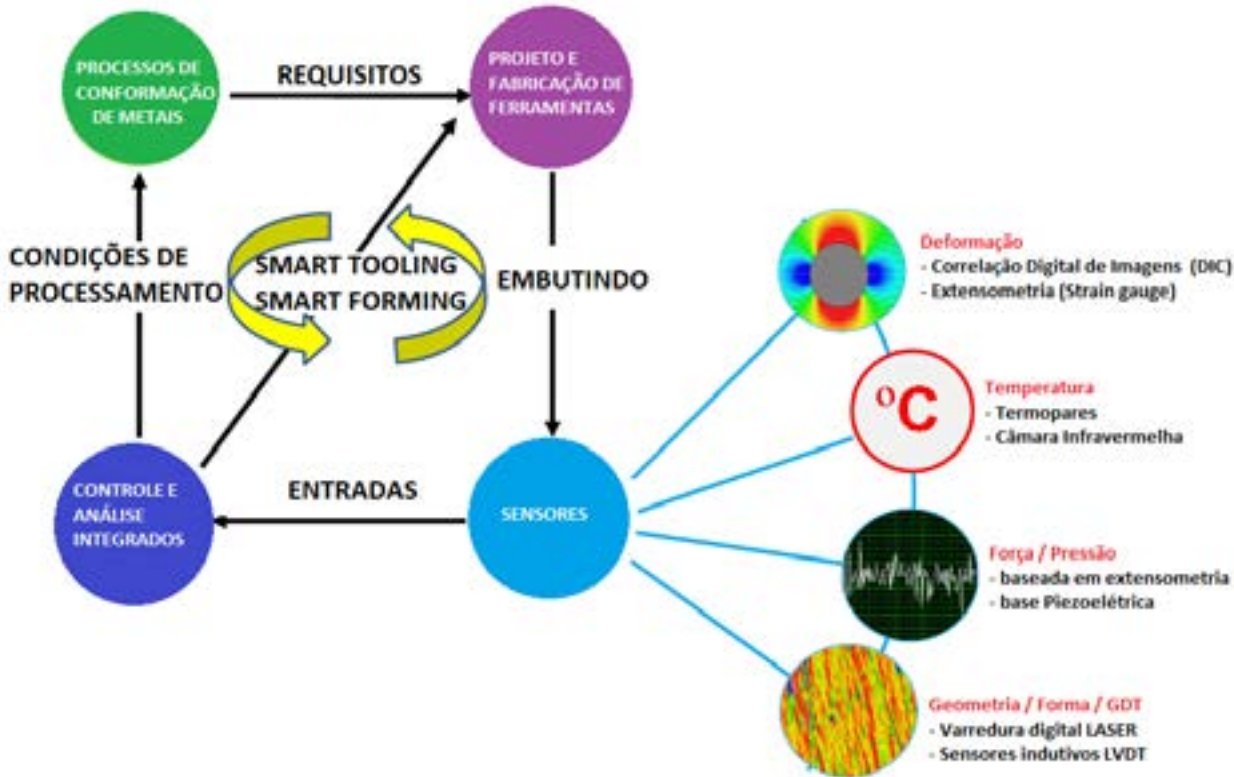 PROCESSOS DE
CONFORMAÇÃO
DE METAIS
REQUISITOS
PROJETO E
FABRICAÇÃO DE
FERRAMENTAS
CONDIÇÕES DE
PROCESSAMENTO
SMART TOOLING
SMART FORMING
EMBUTINDO
CONTROLE E
ANÁLISE
INTEGRADOS
ENTRADAS
SENSORES
Deformação
- Correlação Digital de Imagens (DIC)
- Extensometria (Strain gauge)
ºC
Temperatura
- Termopares
- Câmara Infravermelha
Força / Pressão
- baseada em extensometria
- base Piezoelétrica
Geometria / Forma / GDT
- Varredura digital LASER
- Sensores indutivos LVDT